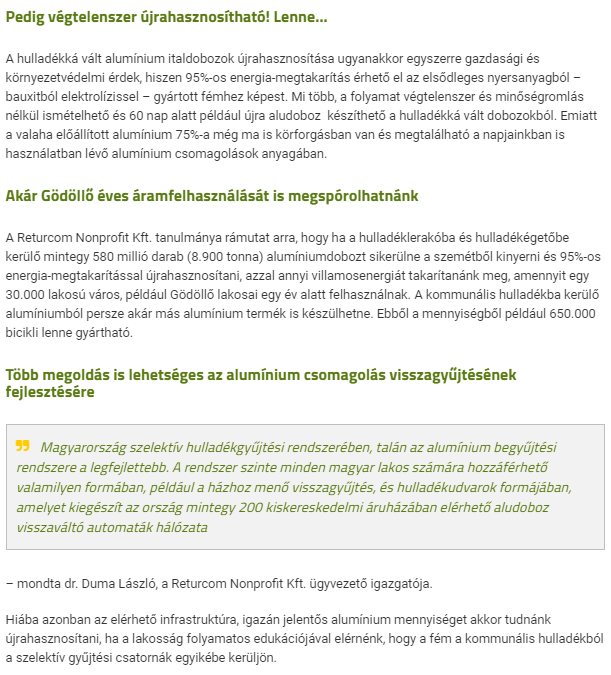 Pedig végtelenszer újrahasznosítható! Lenne...
A hulladékká vált alumínium italdobozok újrahasznosítása ugyanakkor egyszerre gazdasági és
környezetvédelmi érdek, hiszen 95%-os energia-megtakarítás érhető el az elsődleges nyersanyagból –
bauxitból elektrolízissel – gyártott fémhez képest. Mi több, a folyamat végtelenszer és minőségromlás
nélkül ismételhető és 60 nap alatt például újra aludoboz  készíthető a hulladékká vált dobozokból. Emiatt
a valaha előállított alumínium 75%-a még ma is körforgásban van és megtalálható a napjainkban is
használatban lévő alumínium csomagolások anyagában.
Akár Gödöllő éves áramfelhasználását is megspórolhatnánk
A Returcom Nonprofit Kft. tanulmánya rámutat arra, hogy ha a hulladéklerakóba és hulladékégetőbe
kerülő mintegy 580 millió darab (8.900 tonna) alumíniumdobozt sikerülne a szemétből kinyerni és 95%-os
energia-megtakarítással újrahasznosítani, azzal annyi villamosenergiát takarítanánk meg, amennyit egy
30.000 lakosú város, például Gödöllő lakosai egy év alatt felhasználnak. A kommunális hulladékba kerülő
alumíniumból persze akár más alumínium termék is készülhetne. Ebből a mennyiségből például 650.000
bicikli lenne gyártható.
Több megoldás is lehetséges az alumínium csomagolás visszagyűjtésének
fejlesztésére
Magyarország szelektív hulladékgyűjtési rendszerében, talán az alumínium begyűjtési
rendszere a legfejlettebb. A rendszer szinte minden magyar lakos számára hozzáférhető
valamilyen formában, például a házhoz menő visszagyűjtés, és hulladékudvarok formájában,
amelyet kiegészít az ország mintegy 200 kiskereskedelmi áruházában elérhető aludoboz
visszaváltó automaták hálózata
– mondta dr. Duma László, a Returcom Nonprofit Kft. ügyvezető igazgatója.
Hiába azonban az elérhető infrastruktúra, igazán jelentős alumínium mennyiséget akkor tudnánk
újrahasznosítani, ha a lakosság folyamatos edukációjával elérnénk, hogy a fém a kommunális hulladékból
a szelektív gyűjtési csatornák egyikébe kerüljön.